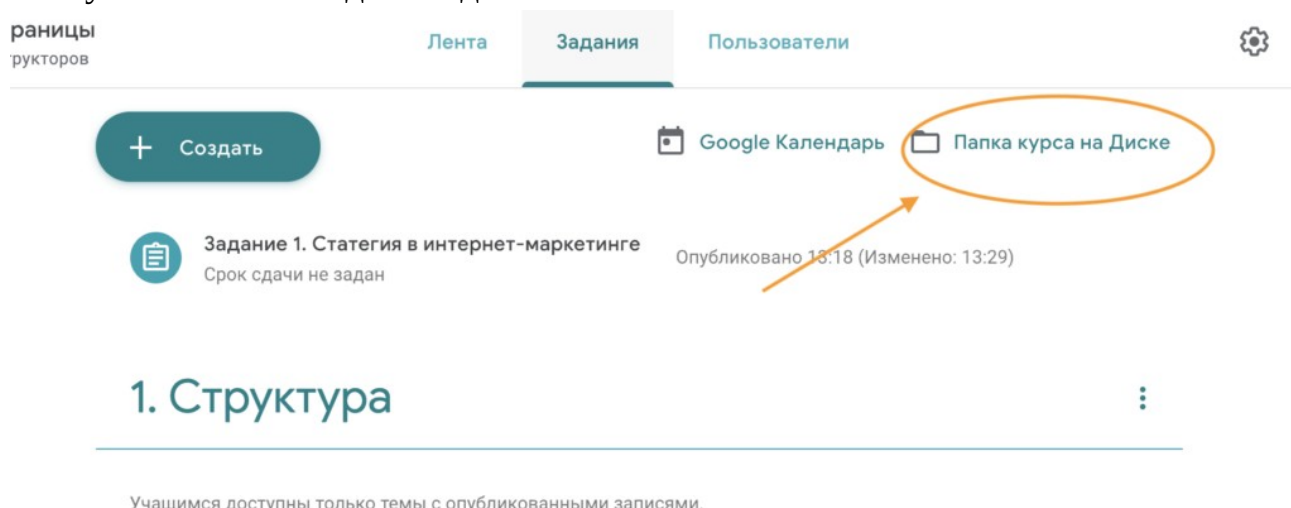 раницы
рукторов
Лента
Задания
Пользователи
+ Создать
Google Календарь
Папка курса на Диске
Задание 1. Статегия в интернет-маркетинге
Срок сдачи не задан
Опубликовано 13:18 (Изменено: 13:29)
1. Структура
Учащимся доступны только темы с опубликованными записями.